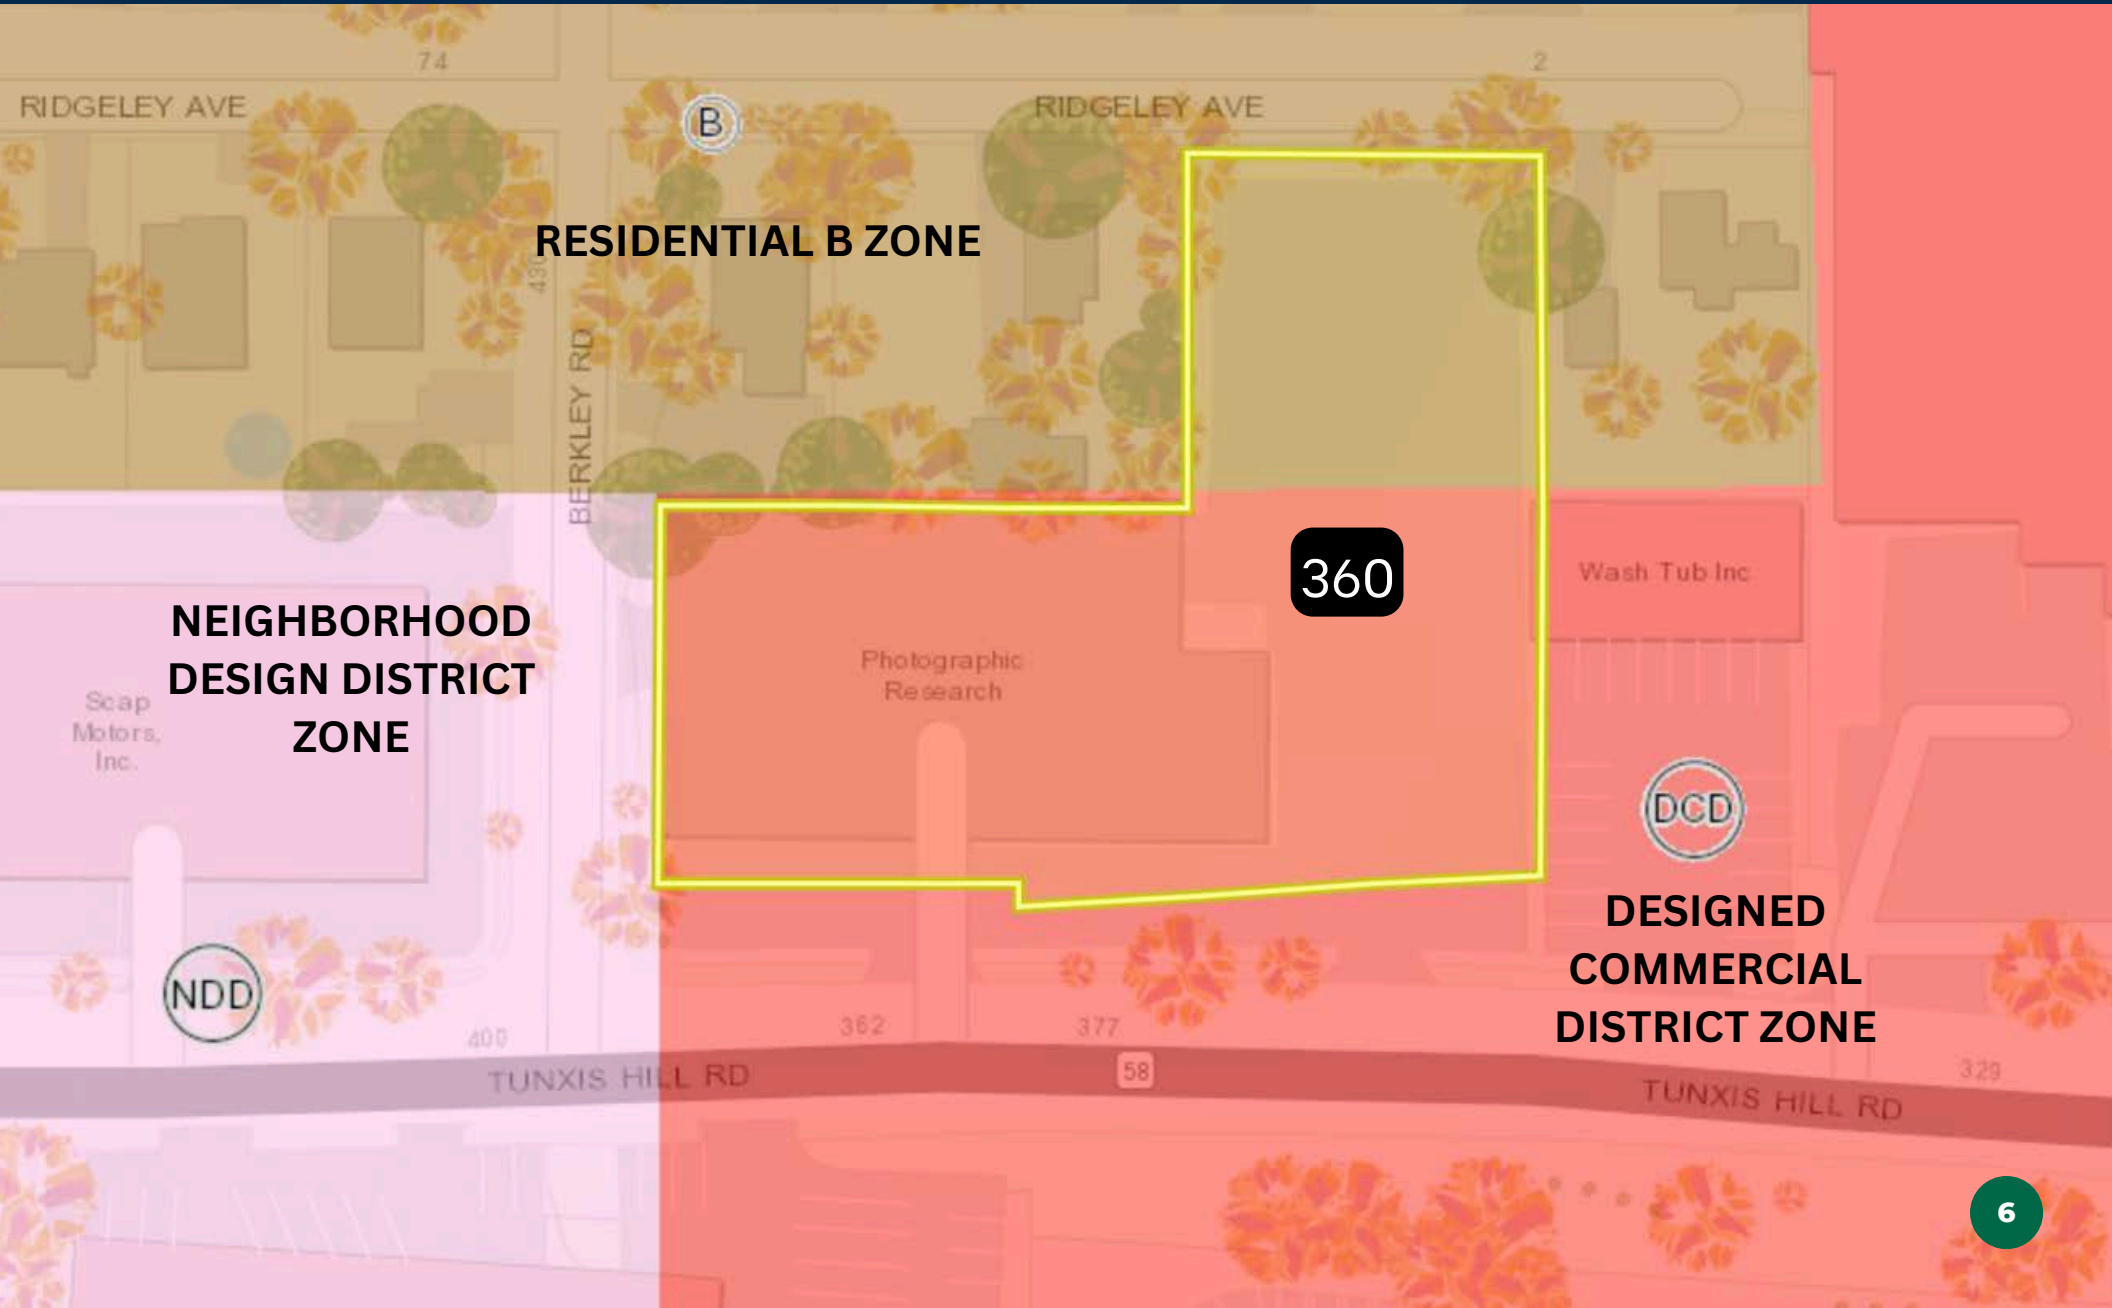 74
2
RIDGELEY AVE
RIDGELEY AVE
B
RESIDENTIAL B ZONE
430
BERKLEY RD
360
Wash Tub Inc
NEIGHBORHOOD
DESIGN DISTRICT
ZONE
Photographic
Research
Scap
Motors,
Inc.
DCD
DESIGNED
COMMERCIAL
DISTRICT ZONE
NDD
400
362
377
58
TUNXIS HILL RD
329
TUNXIS HILL RD
6